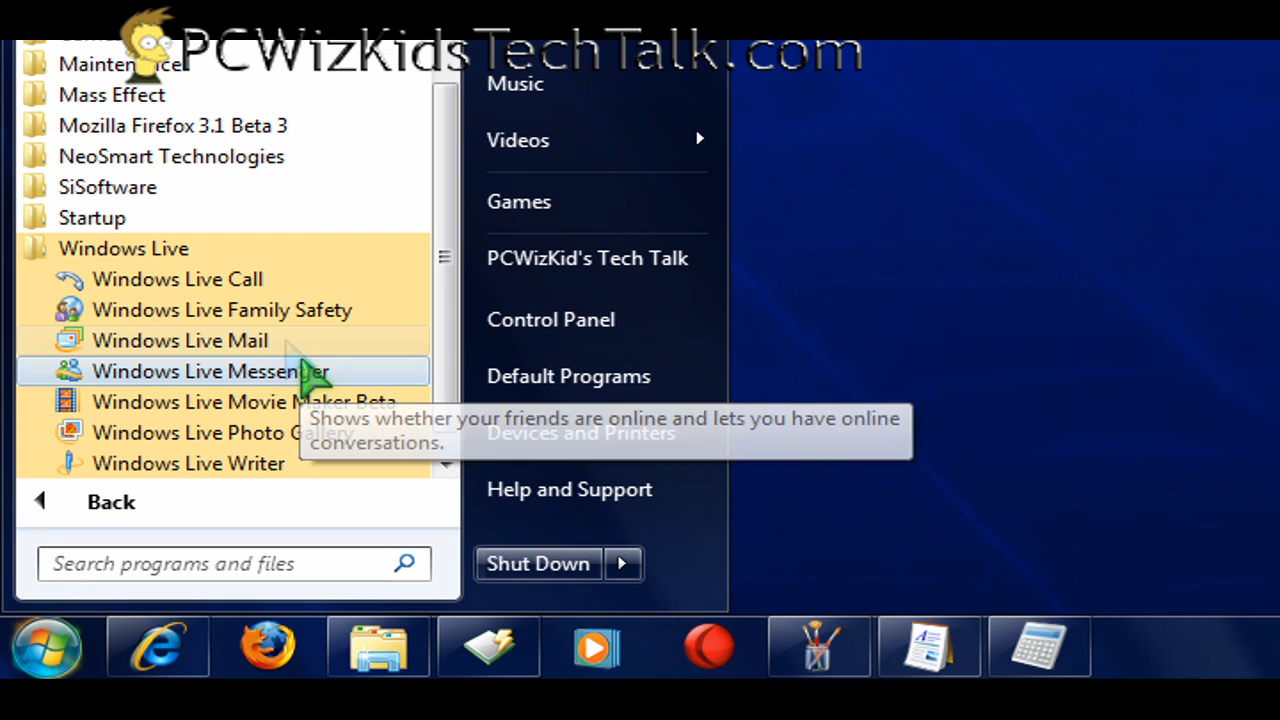 PCWizKidsTechTalk.com
Maintenance
Mass Effect
Mozilla Firefox 3.1 Beta 3
NeoSmart Technologies
SiSoftware
Startup
Windows Live
Windows Live Call
Windows Live Family Safety
Windows Live Mail
Windows Live Messenger
Windows Live Movie Maker Beta
Windows Live Photo Gallery
Windows Live Writer
Back
Search programs and files
Music
Videos
Games
PCWizKid's Tech Talk
Control Panel
Default Programs
Shows whether your friends are online and lets you have online
conversations.
Devices and Printers
Help and Support
Shut Down